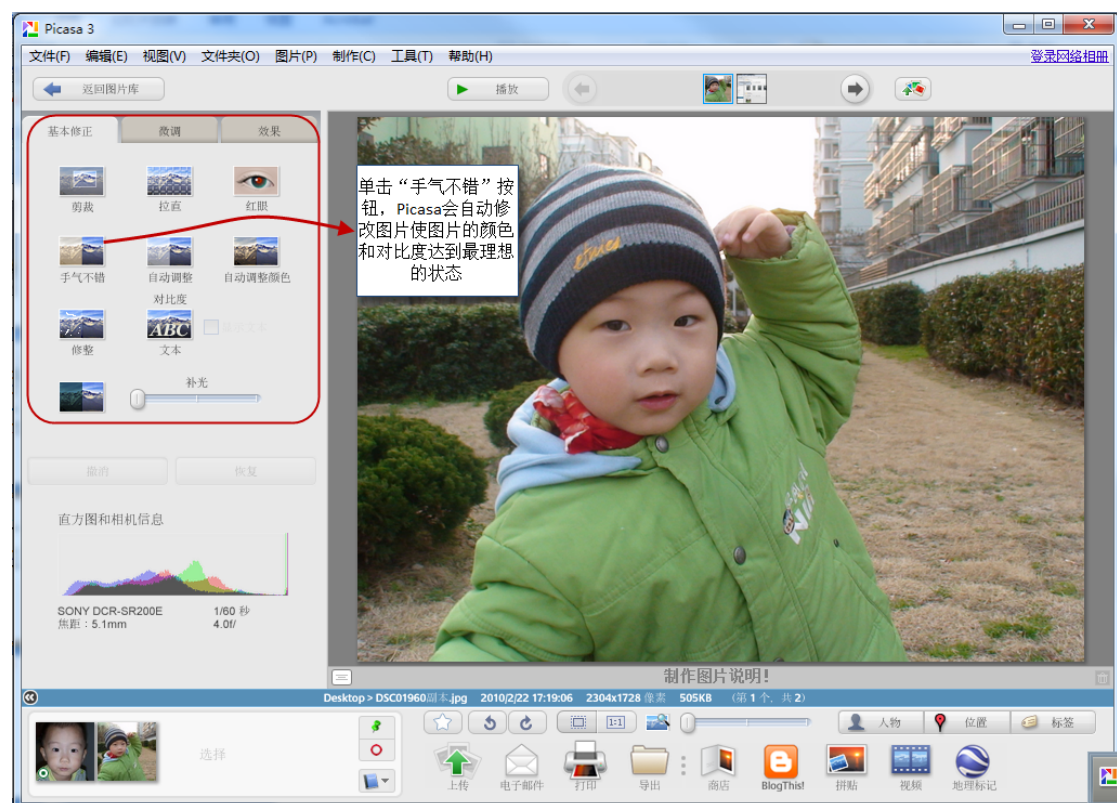 Picasa 3
文件(F) 编辑(E) 视图(V) 文件夹(O) 图片(P) 制作(C) 工具(T) 帮助(H) 登录网络相册
返回图片库 播放
基本修正 微调 效果
剪裁 拉直 红眼
手气不错 自动调整 自动调整颜色
对比度
修整 ABC 文本
补光
单击“手气不错”按
钮，Picasa会自动修
改图片使图片的颜色
和对比度达到最理想
的状态
撤消 恢复
直方图和相机信息
SONY DCR-SR200E 1/60 秒
焦距：5.1mm 4.0f/
制作图片说明！
Desktop > DSC01960副本.jpg 2010/2/22 17:19:06 2304x1728 像素 505KB (第 1 个，共 2)
选择
1:1
人物 位置 标签
上传 电子邮件 打印 导出 商店 BlogThis! 拼贴 视频 地理标记